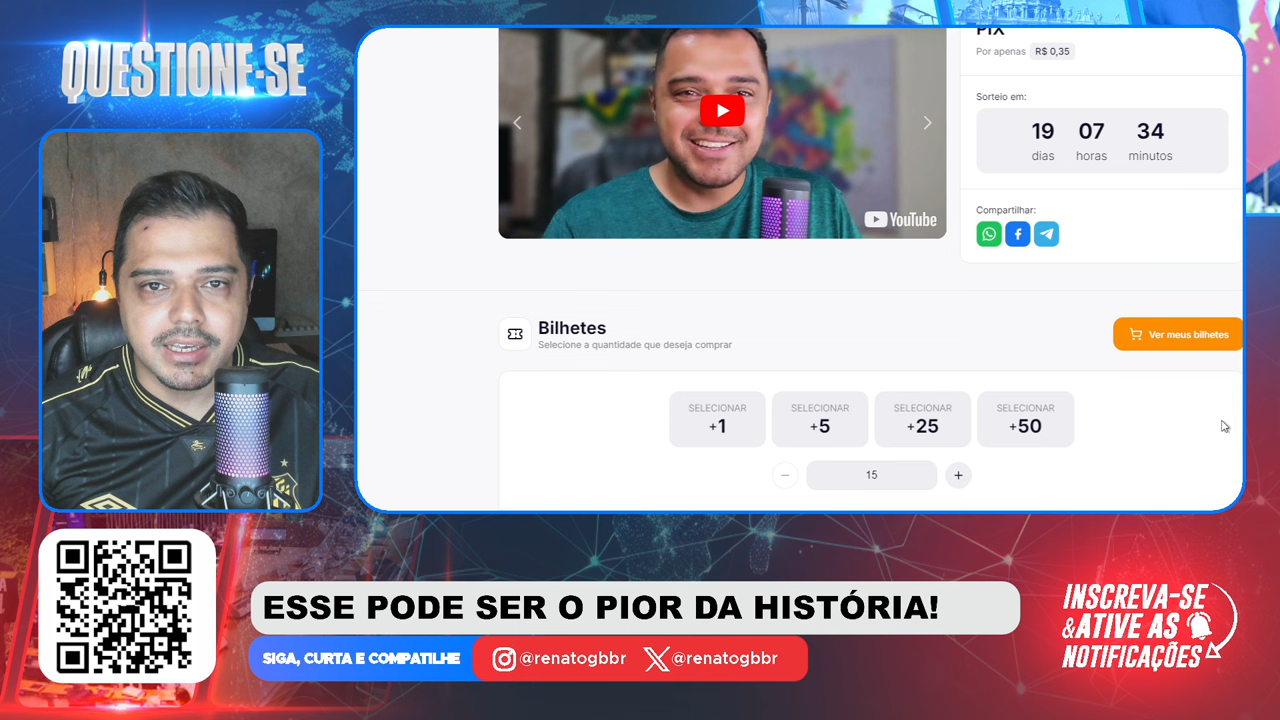 QUESTIONE-SE
PIX
Por apenas R$ 0,35
Sorteio em:
19 07 34
dias horas minutos
Compartilhar:
YouTube
Bilhetes
Selecione a quantidade que deseja comprar
Ver meus bilhetes
SELECIONAR SELECIONAR SELECIONAR SELECIONAR
+1 +5 +25 +50
− 15 +
ESSE PODE SER O PIOR DA HISTÓRIA!
SIGA, CURTA E COMPATILHE @renatogbbr @renatogbbr
INSCREVA-SE
&ATIVE AS
NOTIFICAÇÕES